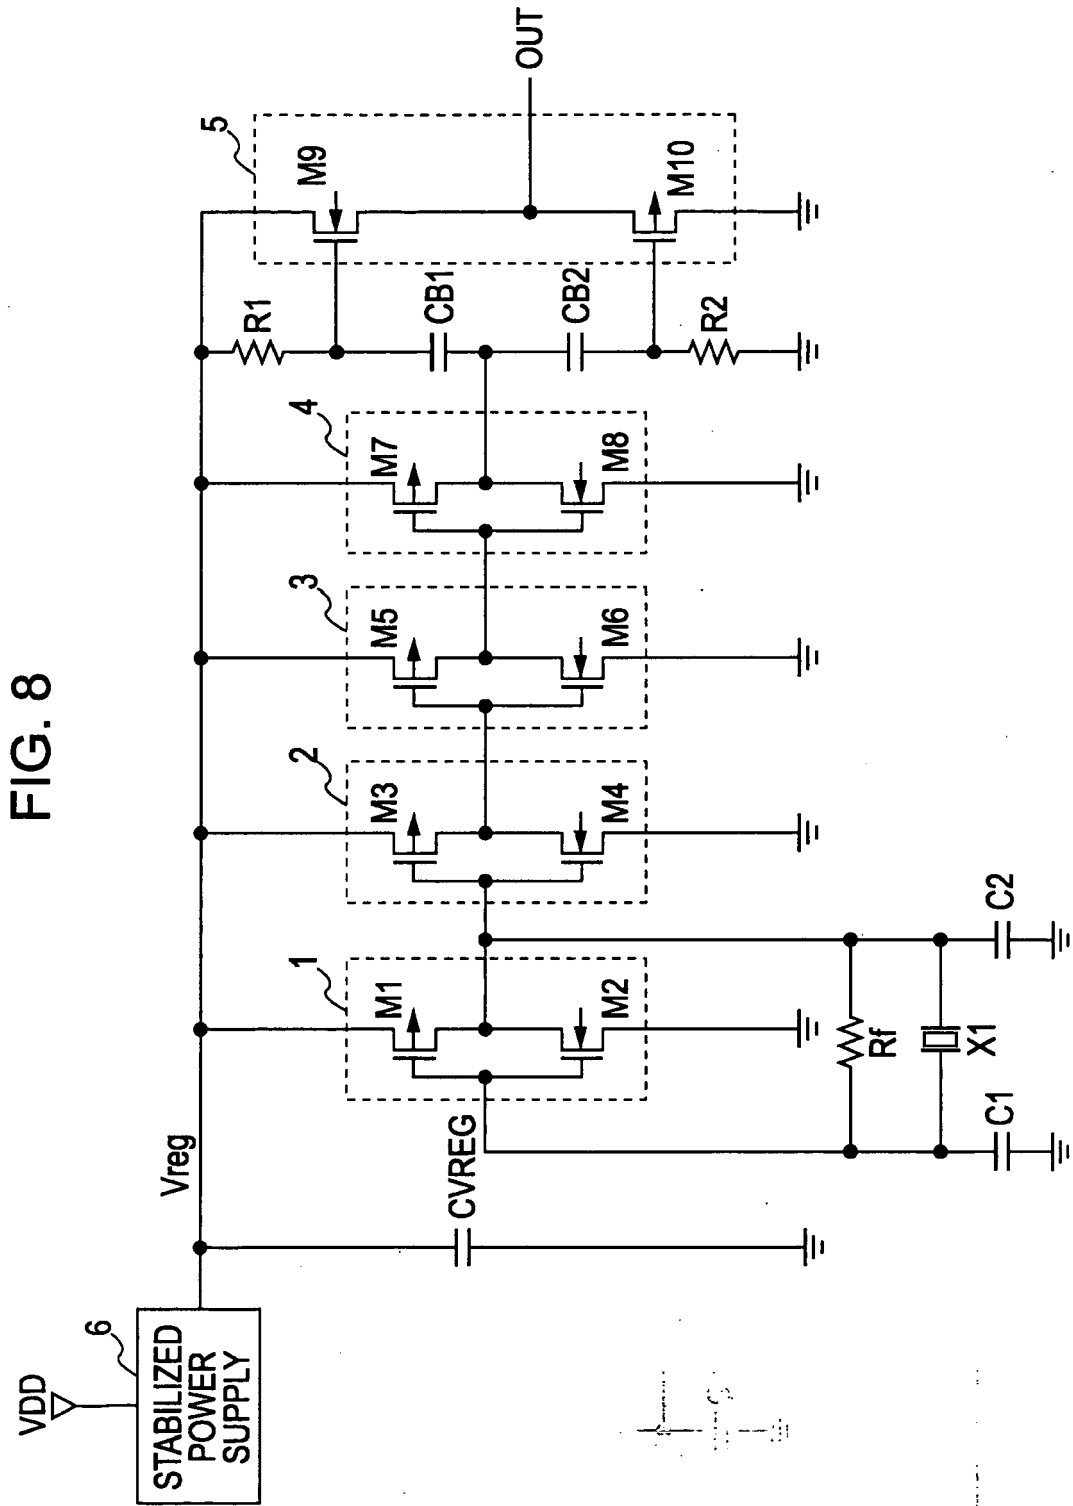 FIG. 8
VDD
6
STABILIZED
POWER
SUPPLY
Vreg
CVREG
1
M1
M2
2
M3
M4
3
M5
M6
4
M7
M8
R1
CB1
CB2
R2
5
M9
M10
OUT
Rf
X1
C1
C2